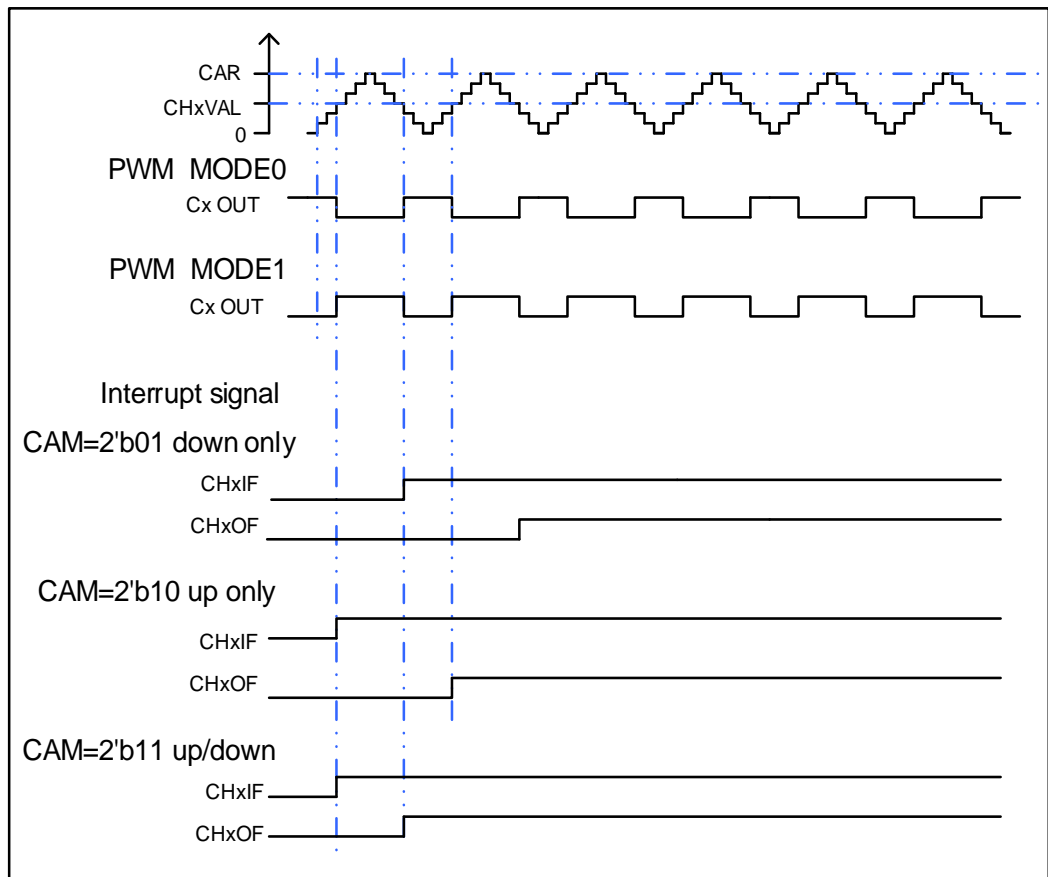 CAR
CHxVAL
0
PWM MODE0
Cx OUT
PWM MODE1
Cx OUT
Interrupt signal
CAM=2'b01 down only
CHxIF
CHxOF
CAM=2'b10 up only
CHxIF
CHxOF
CAM=2'b11 up/down
CHxIF
CHxOF